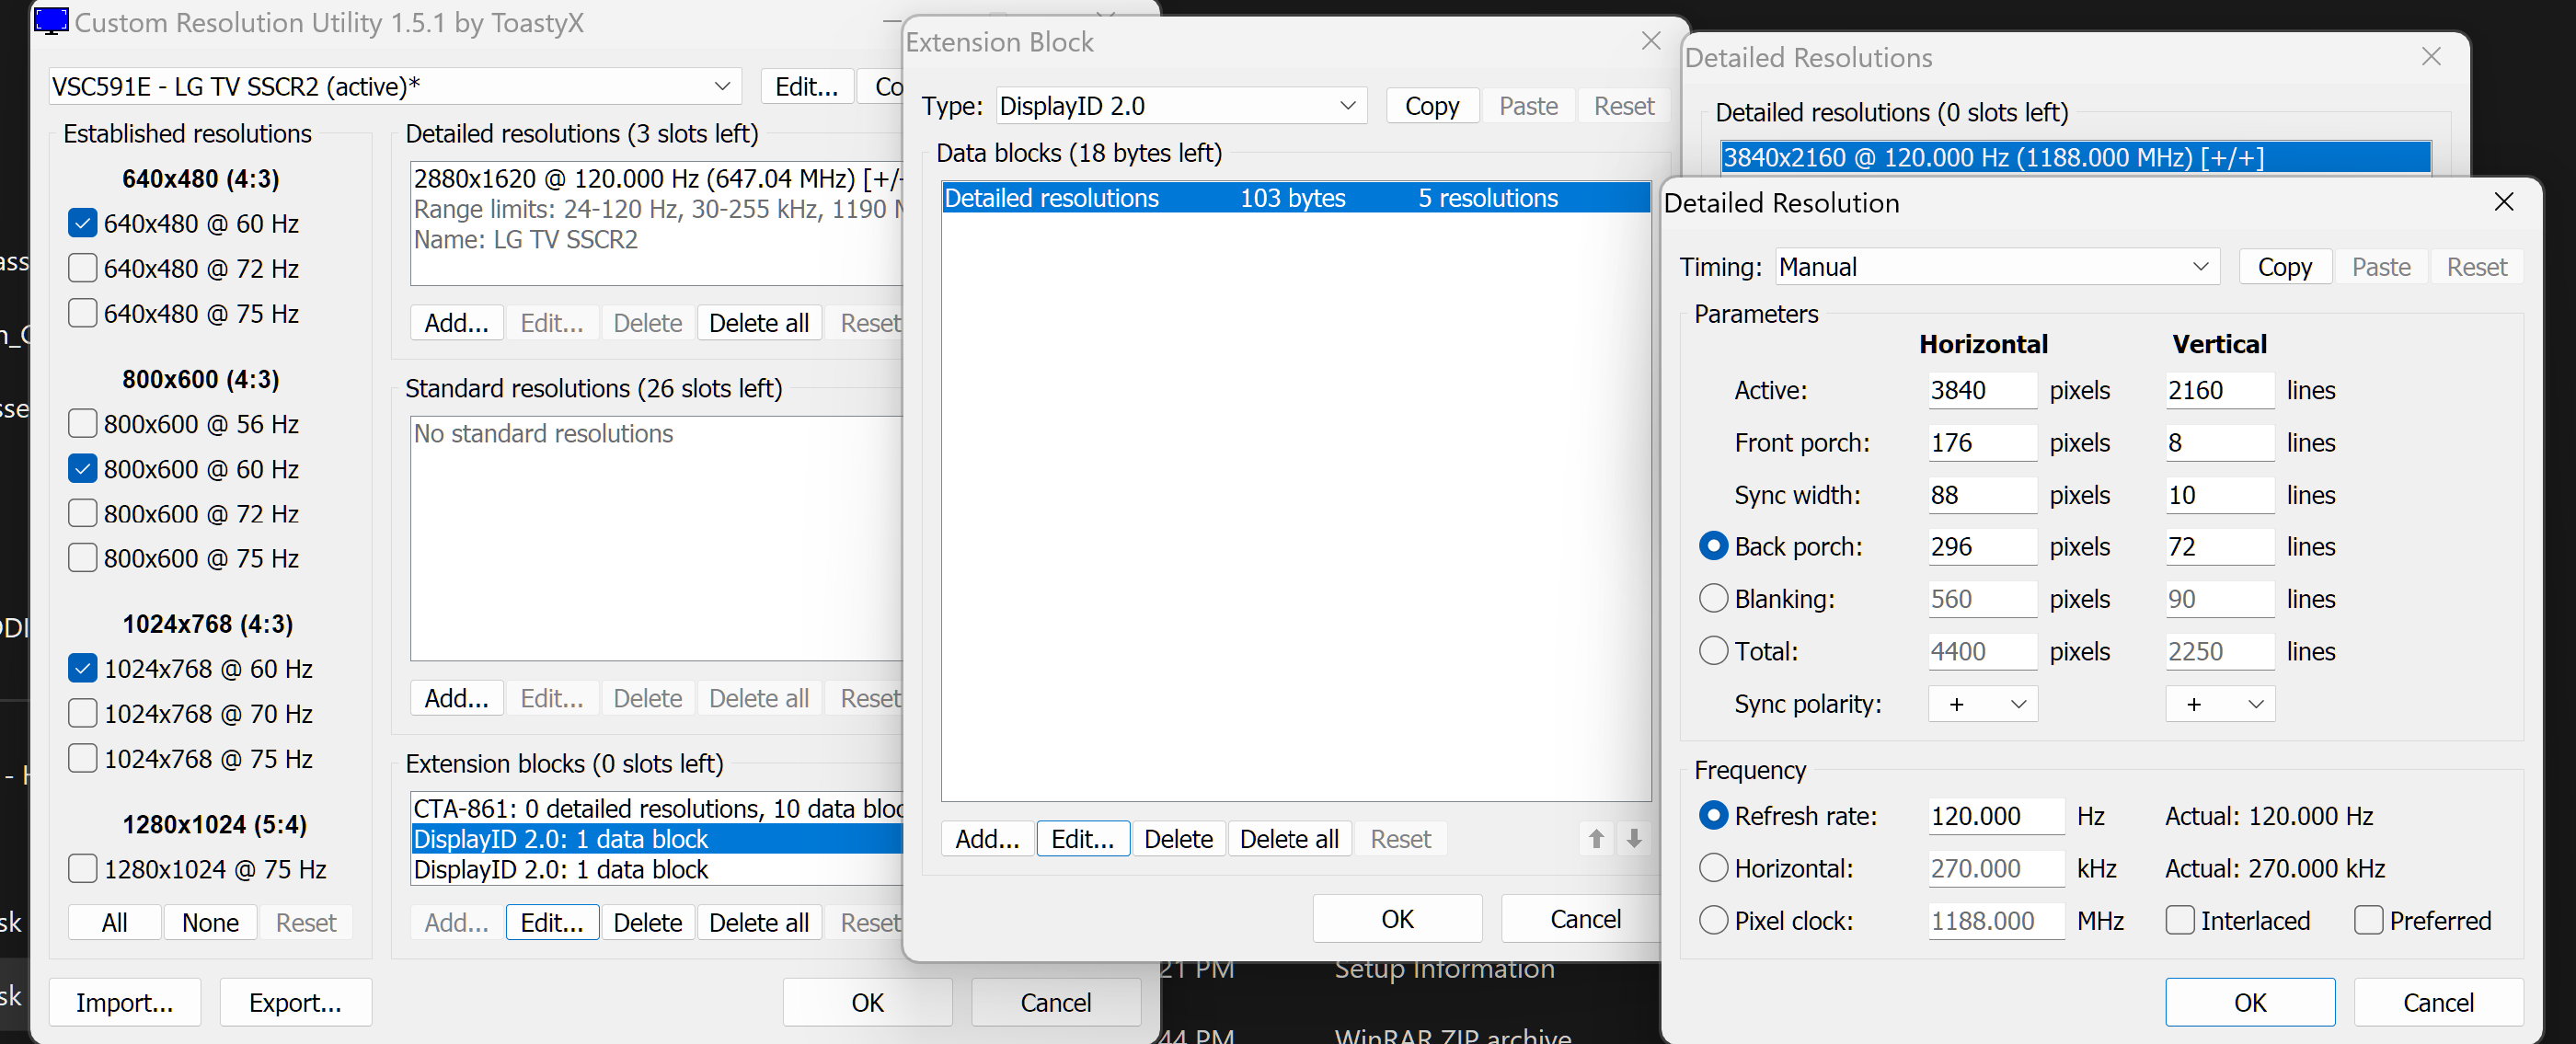 Custom Resolution Utility 1.5.1 by ToastyX
VSC591E - LG TV SSCR2 (active)*
Edit...
Co
Established resolutions
640x480 (4:3)
640x480 @ 60 Hz
640x480 @ 72 Hz
640x480 @ 75 Hz
800x600 (4:3)
800x600 @ 56 Hz
800x600 @ 60 Hz
800x600 @ 72 Hz
800x600 @ 75 Hz
1024x768 (4:3)
1024x768 @ 60 Hz
1024x768 @ 70 Hz
1024x768 @ 75 Hz
1280x1024 (5:4)
1280x1024 @ 75 Hz
All None Reset
Import... Export...
Detailed resolutions (3 slots left)
2880x1620 @ 120.000 Hz (647.04 MHz) [+/-
Range limits: 24-120 Hz, 30-255 kHz, 1190
Name: LG TV SSCR2
Add... Edit... Delete Delete all Reset
Standard resolutions (26 slots left)
No standard resolutions
Add... Edit... Delete Delete all Reset
Extension blocks (0 slots left)
CTA-861: 0 detailed resolutions, 10 data bloc
DisplayID 2.0: 1 data block
DisplayID 2.0: 1 data block
Add... Edit... Delete Delete all Reset
OK Cancel
Extension Block
Type: DisplayID 2.0 Copy Paste Reset
Data blocks (18 bytes left)
Detailed resolutions 103 bytes 5 resolutions
Add... Edit... Delete Delete all Reset
OK Cancel
21 PM Setup Information
44 PM WinRAR ZIP archive
Detailed Resolutions
Detailed resolutions (0 slots left)
3840x2160 @ 120.000 Hz (1188.000 MHz) [+/+]
Detailed Resolution
Timing: Manual Copy Paste Reset
Parameters
Horizontal Vertical
Active: 3840 pixels 2160 lines
Front porch: 176 pixels 8 lines
Sync width: 88 pixels 10 lines
Back porch: 296 pixels 72 lines
Blanking: 560 pixels 90 lines
Total: 4400 pixels 2250 lines
Sync polarity: + +
Frequency
Refresh rate: 120.000 Hz Actual: 120.000 Hz
Horizontal: 270.000 kHz Actual: 270.000 kHz
Pixel clock: 1188.000 MHz Interlaced Preferred
OK Cancel